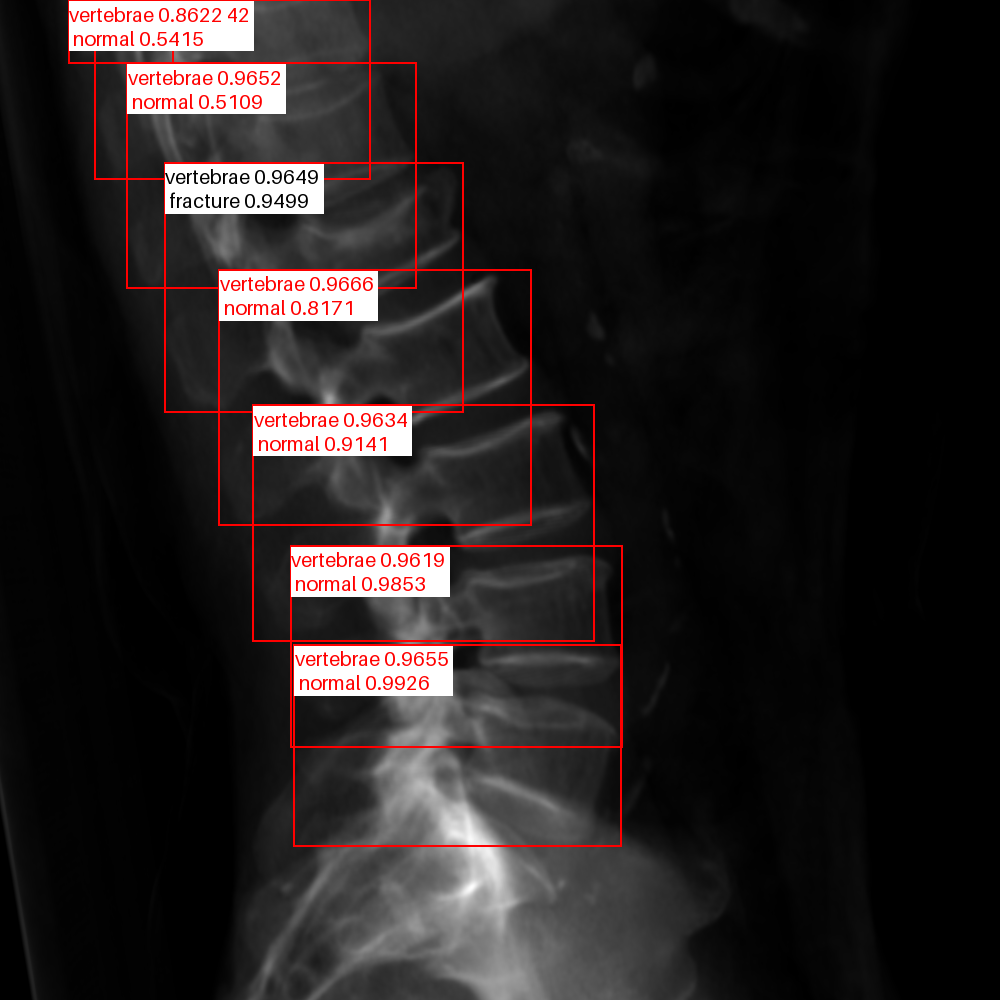 vertebrae 0.8622 42
normal 0.5415
vertebrae 0.9652
normal 0.5109
vertebrae 0.9649
fracture 0.9499
vertebrae 0.9666
normal 0.8171
vertebrae 0.9634
normal 0.9141
vertebrae 0.9619
normal 0.9853
vertebrae 0.9655
normal 0.9926